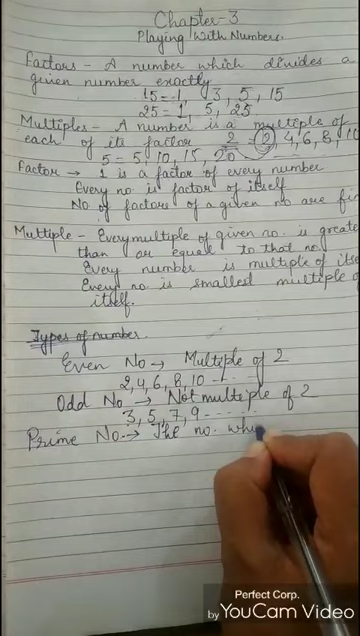 Chapter-3
Playing With Numbers
Factors - A number which divides a
given number exactly
15 = 1, 3, 5, 15
25 = 1, 5, 25
Multiples - A number is a multiple of
each of its factor 2 = 2, 4, 6, 8, 10
5 = 5, 10, 15, 20
Factor → 1 is a factor of every number
Every no is factor of itself
No of factors of a given no are fin
Multiple - Every multiple of given no. is greate
than or equal to that no.
Every number is multiple of itse
Every no is smalled multiple of
itself.
Types of number.
Even No → Multiple of 2
2, 4, 6, 8, 10 - - -
Odd No → Not multiple of 2
3, 5, 7, 9 - - - - -
Prime No. → The no. whi
Perfect Corp.
by YouCam Video